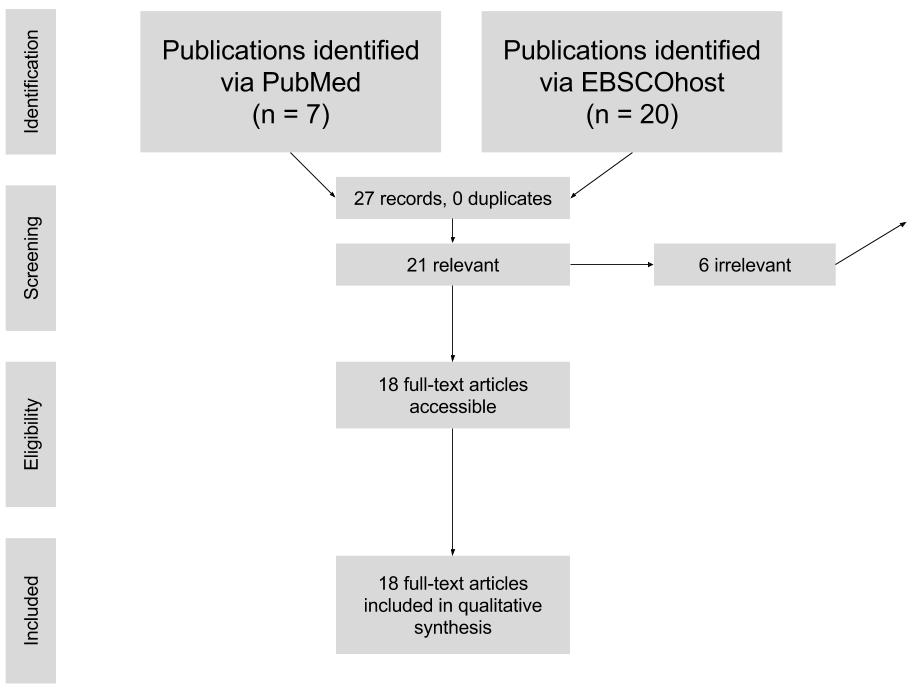 Identification
Publications identified
via PubMed
(n = 7)
Publications identified
via EBSCOhost
(n = 20)
Screening
27 records, 0 duplicates
21 relevant
6 irrelevant
Eligibility
18 full-text articles
accessible
Included
18 full-text articles
included in qualitative
synthesis